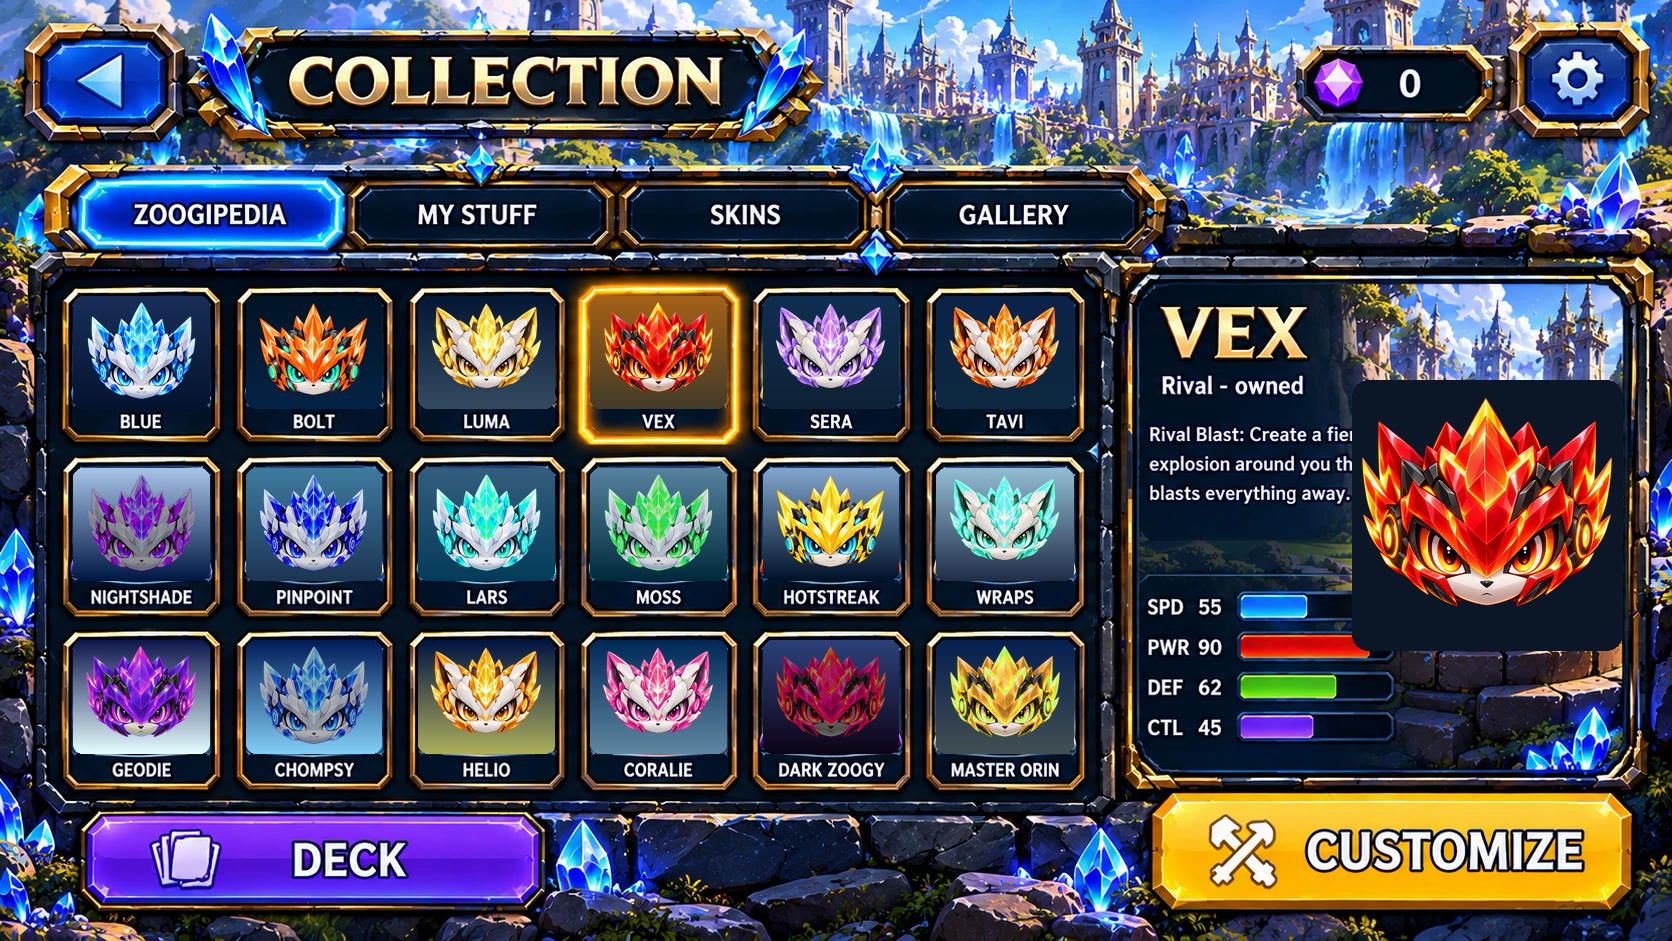 COLLECTION
0
ZOOGIPEDIA
MY STUFF
SKINS
GALLERY
BLUE
BOLT
LUMA
VEX
SERA
TAVI
NIGHTSHADE
PINPOINT
LARS
MOSS
HOTSTREAK
WRAPS
GEODIE
CHOMPSY
HELIO
CORALIE
DARK ZOOGY
MASTER ORIN
VEX
Rival - owned
Rival Blast: Create a
explosion around you
blasts everything away.
SPD 55
PWR 90
DEF 62
CTL 45
DECK
CUSTOMIZE